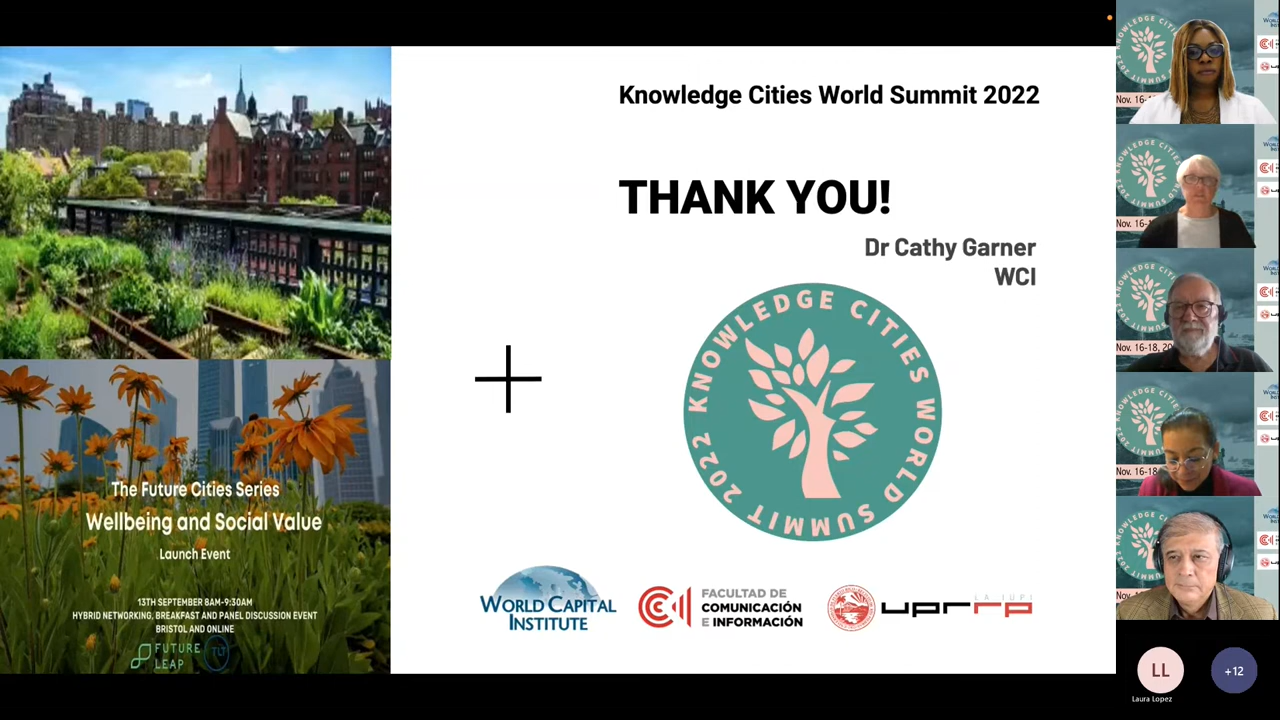 Knowledge Cities World Summit 2022
THANK YOU!
Dr Cathy Garner
WCI
KNOWLEDGE CITIES WORLD SUMMIT 2022
The Future Cities Series
Wellbeing and Social Value
Launch Event
13TH SEPTEMBER 8AM-9:30AM
HYBRID NETWORKING, BREAKFAST AND PANEL DISCUSSION EVENT
BRISTOL AND ONLINE
FUTURE
LEAP
TLT
WORLD CAPITAL
INSTITUTE
FACULTAD DE
COMUNICACIÓN
E INFORMACIÓN
LA IUPI
uprrp
Nov. 16-18, 20
Nov. 16-18
LL
Laura Lopez
+12